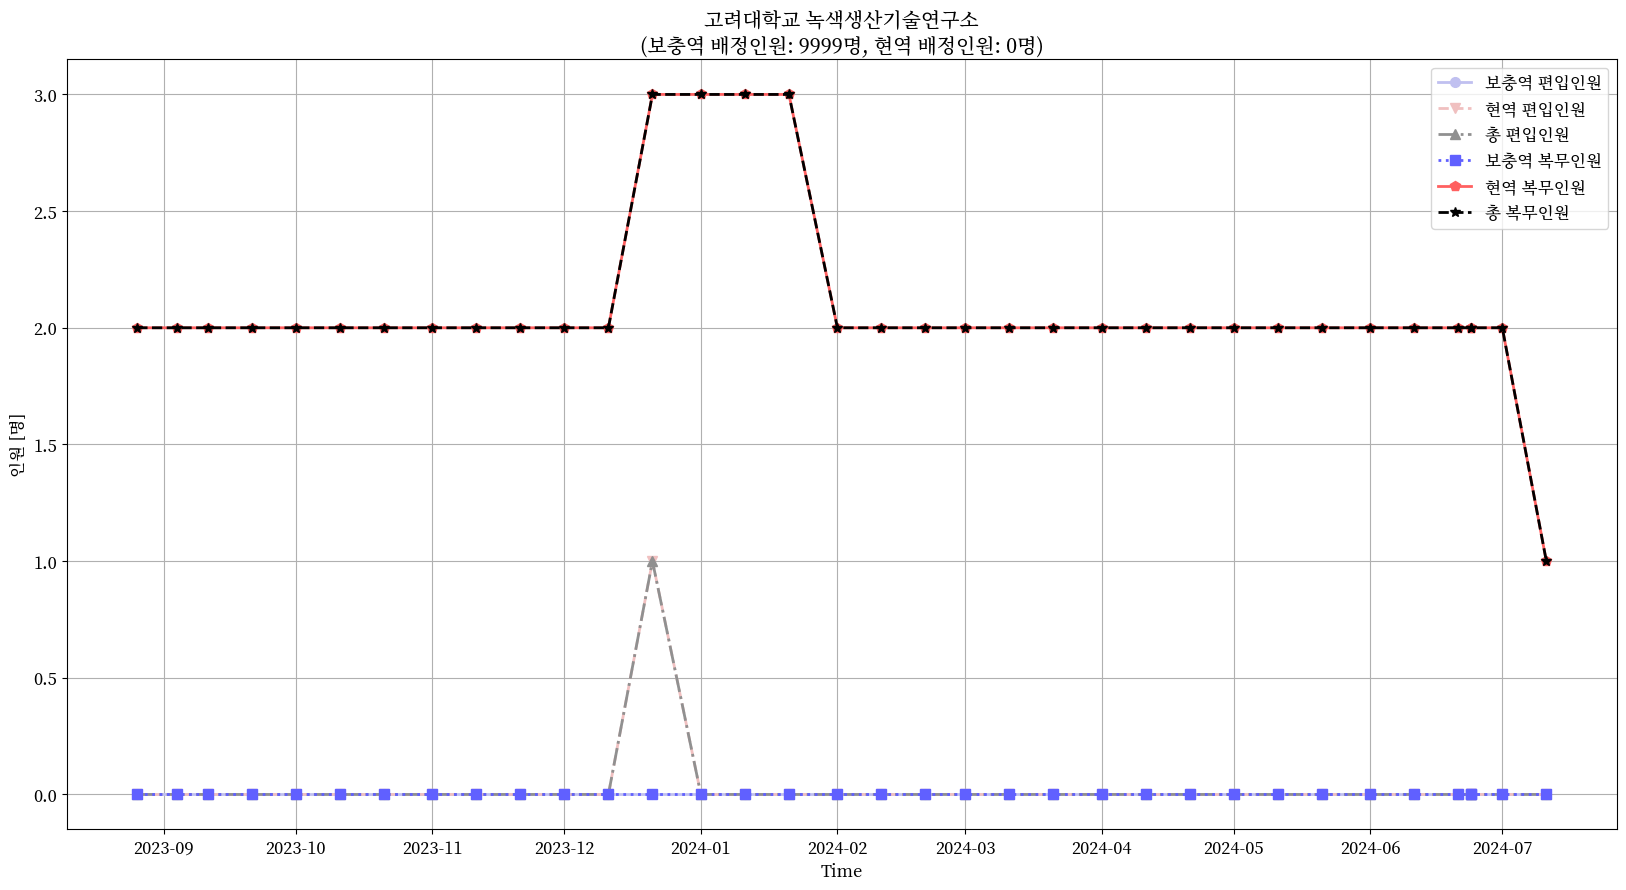 고려대학교 녹색생산기술연구소
(보충역 배정인원: 9999명, 현역 배정인원: 0명)
보충역 편입인원
현역 편입인원
총 편입인원
보충역 복무인원
현역 복무인원
총 복무인원
인원 [명]
3.0
2.5
2.0
1.5
1.0
0.5
0.0
2023-09
2023-10
2023-11
2023-12
2024-01
2024-02
2024-03
2024-04
2024-05
2024-06
2024-07
Time